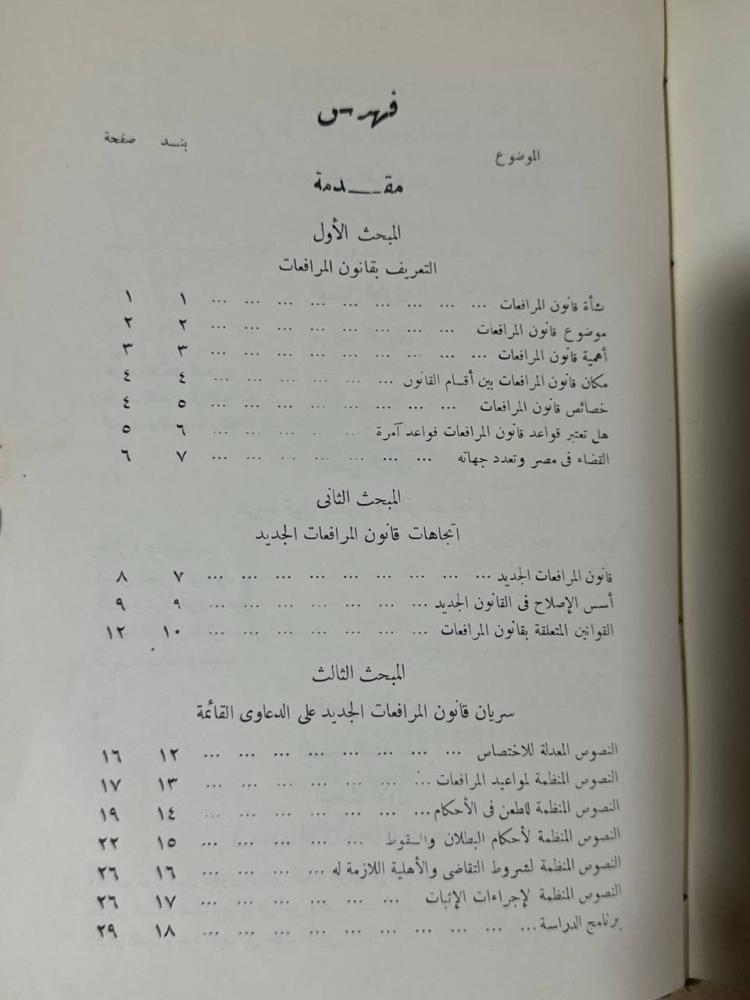 فهرس
الموضوع بنـد صفحة
مقـــدمة
المبحث الأول
التعريف بقانون المرافعات
نشأة قانون المرافعات ... ... ... ... ... ... ... ... ... ١ ١
موضوع قانون المرافعات ... ... ... ... ... ... ... ... ٢ ٢
أهمية قانون المرافعات ... ... ... ... ... ... ... ... ... ٣ ٣
مكان قانون المرافعات بين أقسام القانون ... ... ... ... ... ... ٤ ٤
خصائص قانون المرافعات ... ... ... ... ... ... ... ... ٥ ٤
هل تعتبر قواعد قانون المرافعات قواعد آمرة ... ... ... ... ... ٦ ٥
القضاء فى مصر وتعدد جهاته ... ... ... ... ... ... ... ٧ ٦
المبحث الثانى
اتجاهات قانون المرافعات الجديد
قانون المرافعات الجديد ... ... ... ... ... ... ... ... ... ٧ ٨
أسس الإصلاح فى القانون الجديد ... ... ... ... ... ... ... ٩ ٩
القوانين المتعلقة بقانون المرافعات ... ... ... ... ... ... ... ١٠ ١٢
المبحث الثالث
سريان قانون المرافعات الجديد على الدعاوى القائمة
النصوص المعدلة للاختصاص ... ... ... ... ... ... ... ... ١٢ ١٦
النصوص المنظمة لمواعيد المرافعات ... ... ... ... ... ... ... ١٣ ١٧
النصوص المنظمة للطعن فى الأحكام ... ... ... ... ... ... ... ١٤ ١٩
النصوص المنظمة لأحكام البطلان والسقوط ... ... ... ... ... ... ١٥ ٢٢
النصوص المنظمة لشروط التقاضى والأهلية اللازمة له ... ... ... ... ١٦ ٢٦
النصوص المنظمة لإجراءات الإثبات ... ... ... ... ... ... ١٧ ٢٦
برنامج الدراسة ... ... ... ... ... ... ... ... ... ... ١٨ ٢٩